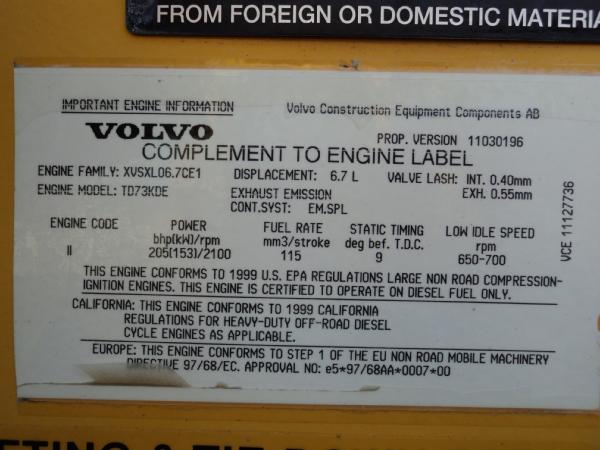 FROM FOREIGN OR DOMESTIC MATERIA
IMPORTANT ENGINE INFORMATION
Volvo Construction Equipment Components AB
VOLVO
PROP. VERSION 11030196
COMPLEMENT TO ENGINE LABEL
ENGINE FAMILY: XVSXL06.7CE1 DISPLACEMENT: 6.7 L VALVE LASH: INT. 0.40mm
ENGINE MODEL: TD73KDE EXHAUST EMISSION EXH. 0.55mm
CONT.SYST: EM.SPL
ENGINE CODE POWER FUEL RATE STATIC TIMING LOW IDLE SPEED
bhp(kW)/rpm mm3/stroke deg bef. T.D.C. rpm
II 205(153)/2100 115 9 650-700
VCE 11127736
THIS ENGINE CONFORMS TO 1999 U.S. EPA REGULATIONS LARGE NON ROAD COMPRESSION-
IGNITION ENGINES. THIS ENGINE IS CERTIFIED TO OPERATE ON DIESEL FUEL ONLY.
CALIFORNIA: THIS ENGINE CONFORMS TO 1999 CALIFORNIA
REGULATIONS FOR HEAVY-DUTY OFF-ROAD DIESEL
CYCLE ENGINES AS APPLICABLE.
EUROPE: THIS ENGINE CONFORMS TO STEP 1 OF THE EU NON ROAD MOBILE MACHINERY
DIRECTIVE 97/68/EC. APPROVAL NO: e5*97/68AA*0007*00